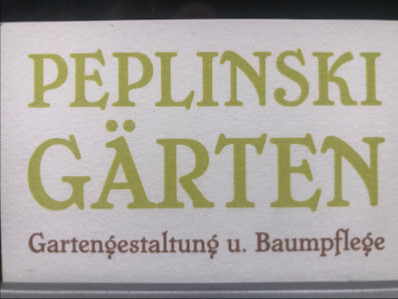 PEPLINSKI
GÄRTEN
Gartengestaltung u. Baumpflege